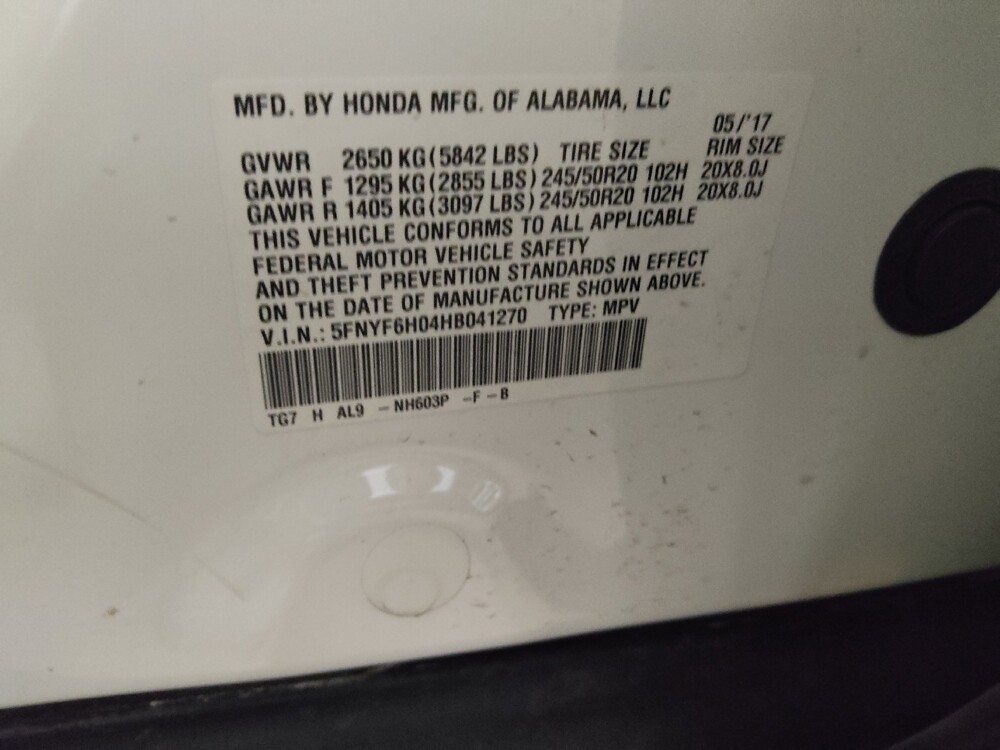 MFD. BY HONDA MFG. OF ALABAMA, LLC
05/'17
GVWR 2650 KG (5842 LBS) TIRE SIZE RIM SIZE
GAWR F 1295 KG (2855 LBS) 245/50R20 102H 20X8.0J
GAWR R 1405 KG (3097 LBS) 245/50R20 102H 20X8.0J
THIS VEHICLE CONFORMS TO ALL APPLICABLE
FEDERAL MOTOR VEHICLE SAFETY
AND THEFT PREVENTION STANDARDS IN EFFECT
ON THE DATE OF MANUFACTURE SHOWN ABOVE.
V.I.N.: 5FNYF6H04HB041270 TYPE: MPV
TG7 H AL9 -NH603P -F -B